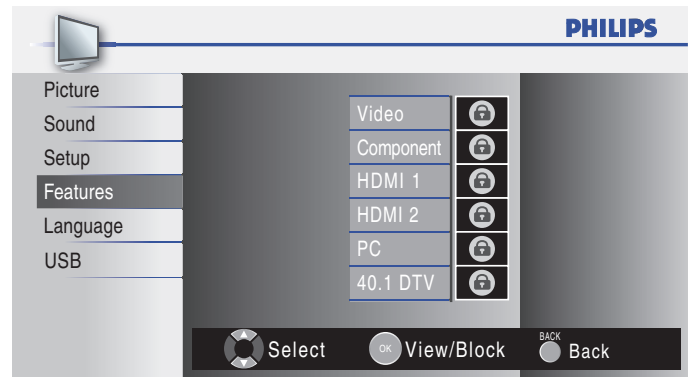 PHILIPS
Picture
Sound
Setup
Features
Language
USB
Video
Component
HDMI 1
HDMI 2
PC
40.1 DTV
Select
OK View/Block
BACK Back